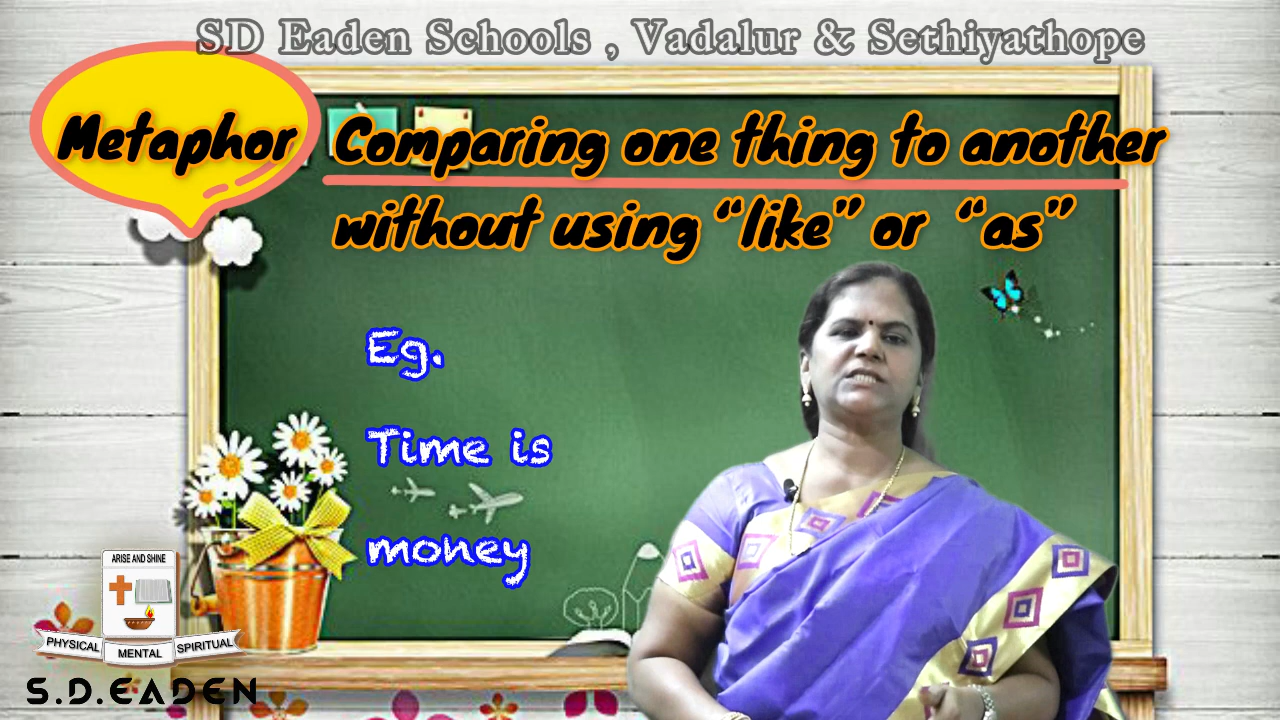 SD Eaden Schools , Vadalur & Sethiyathope
Metaphor
Comparing one thing to another
without using “like” or “as”
Eg.
Time is
money
ARISE AND SHINE
PHYSICAL MENTAL SPIRITUAL
S.D.EADEN